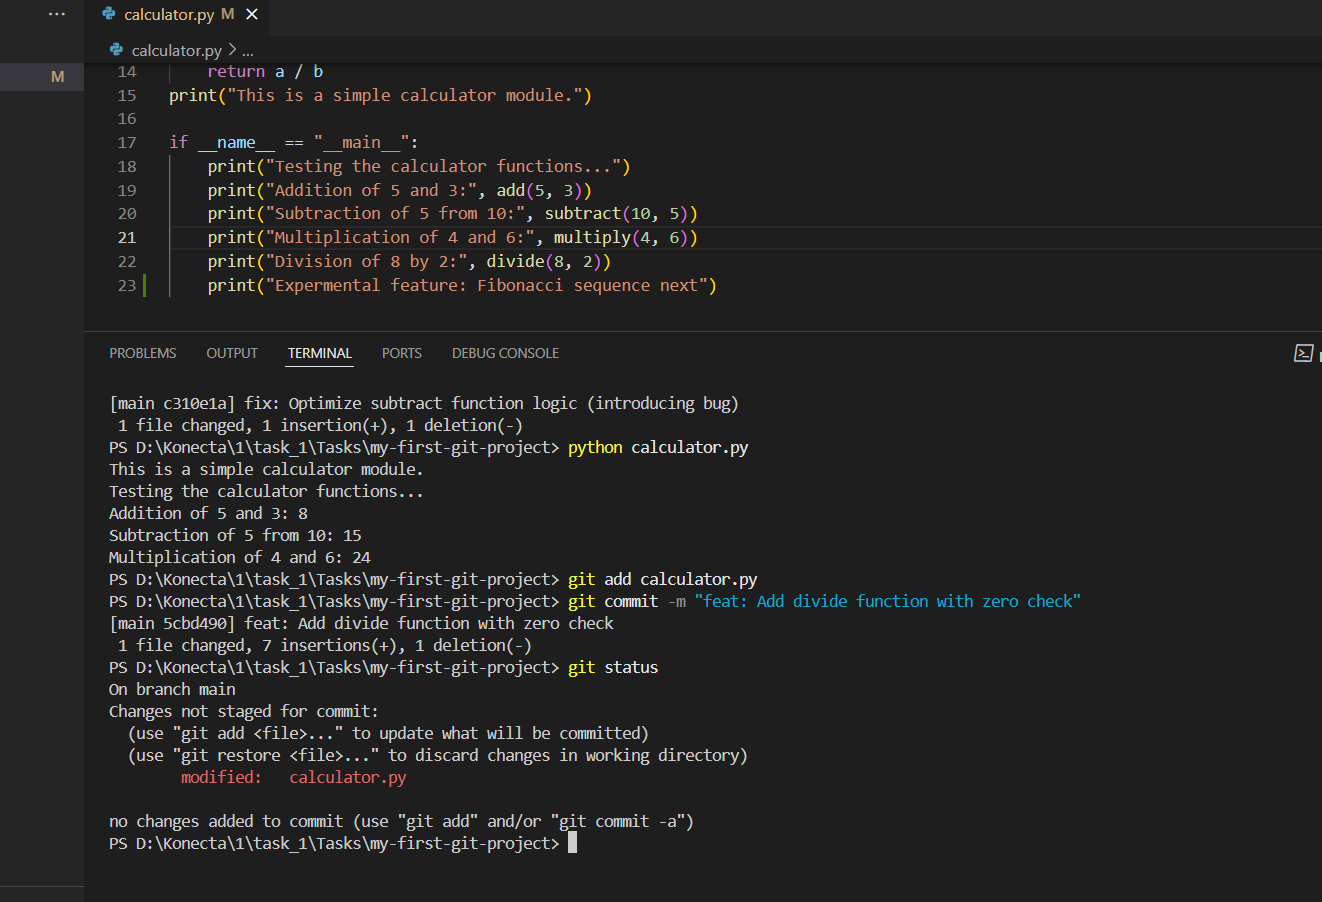 ... calculator.py M ×
calculator.py > ...
M
14 return a / b
15 print("This is a simple calculator module.")
16
17 if __name__ == "__main__":
18 print("Testing the calculator functions...")
19 print("Addition of 5 and 3:", add(5, 3))
20 print("Subtraction of 5 from 10:", subtract(10, 5))
21 print("Multiplication of 4 and 6:", multiply(4, 6))
22 print("Division of 8 by 2:", divide(8, 2))
23 print("Expermental feature: Fibonacci sequence next")
PROBLEMS OUTPUT TERMINAL PORTS DEBUG CONSOLE
[main c310e1a] fix: Optimize subtract function logic (introducing bug)
1 file changed, 1 insertion(+), 1 deletion(-)
PS D:\Konecta\1\task_1\Tasks\my-first-git-project> python calculator.py
This is a simple calculator module.
Testing the calculator functions...
Addition of 5 and 3: 8
Subtraction of 5 from 10: 15
Multiplication of 4 and 6: 24
PS D:\Konecta\1\task_1\Tasks\my-first-git-project> git add calculator.py
PS D:\Konecta\1\task_1\Tasks\my-first-git-project> git commit -m "feat: Add divide function with zero check"
[main 5cbd490] feat: Add divide function with zero check
1 file changed, 7 insertions(+), 1 deletion(-)
PS D:\Konecta\1\task_1\Tasks\my-first-git-project> git status
On branch main
Changes not staged for commit:
(use "git add <file>..." to update what will be committed)
(use "git restore <file>..." to discard changes in working directory)
modified: calculator.py
no changes added to commit (use "git add" and/or "git commit -a")
PS D:\Konecta\1\task_1\Tasks\my-first-git-project>